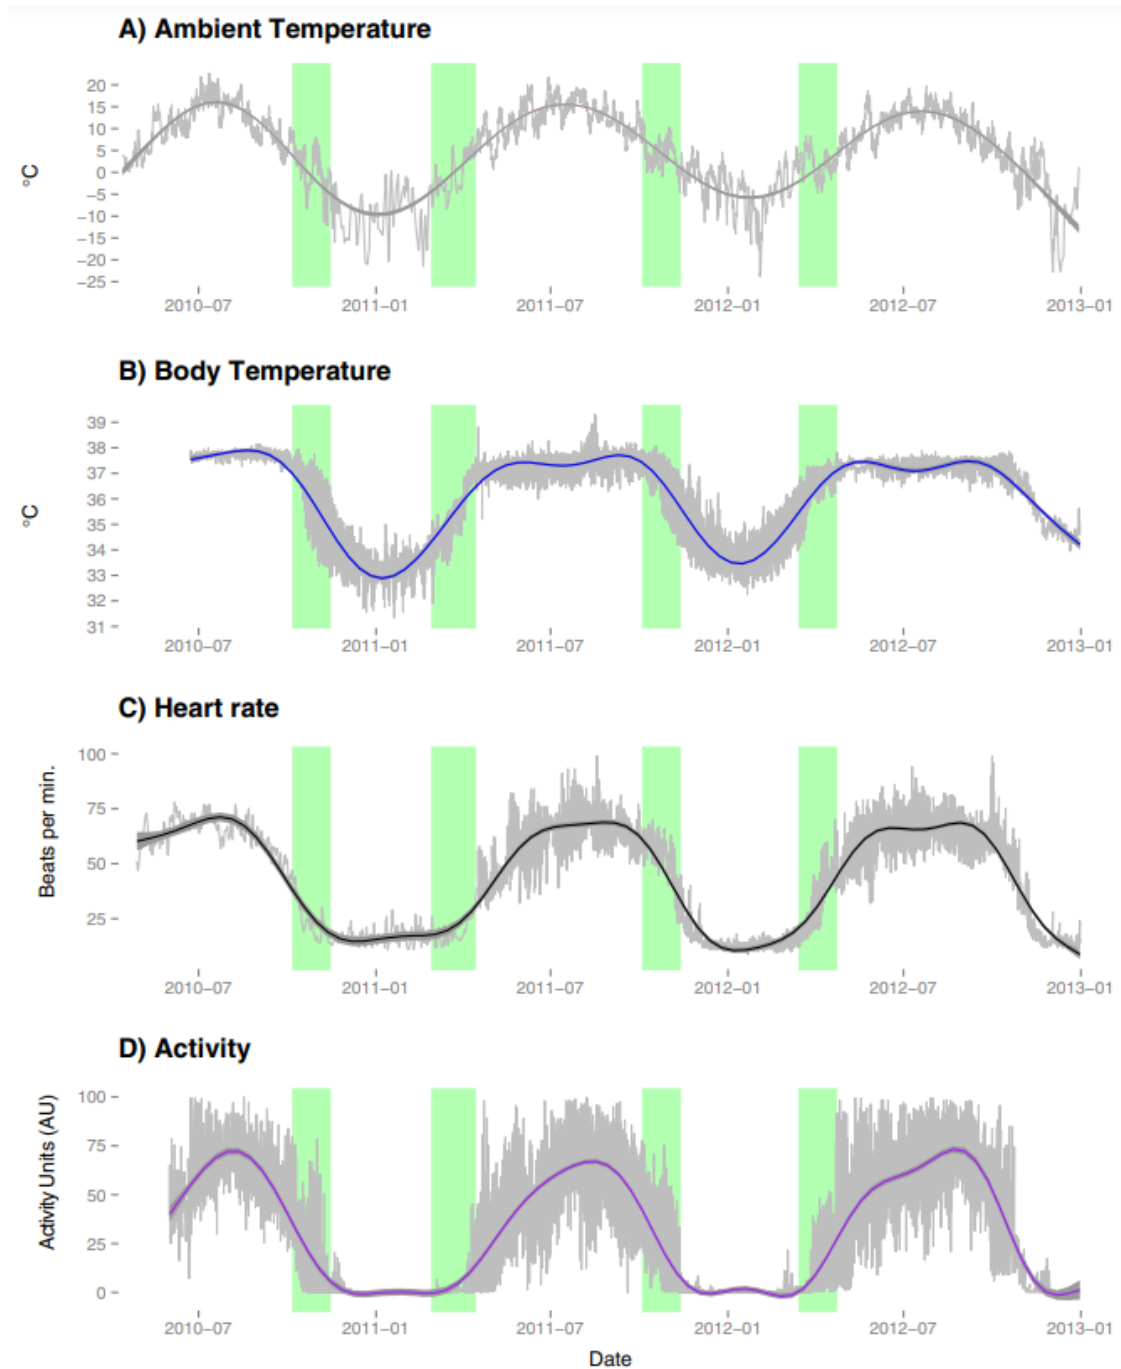 A) Ambient Temperature
20
15
10
5
0
−5
−10
−15
−20
−25
°C
2010−07 2011−01 2011−07 2012−01 2012−07 2013−01
B) Body Temperature
39
38
37
36
35
34
33
32
31
°C
2010−07 2011−01 2011−07 2012−01 2012−07 2013−01
C) Heart rate
100
75
50
25
Beats per min.
2010−07 2011−01 2011−07 2012−01 2012−07 2013−01
D) Activity
100
75
50
25
0
Activity Units (AU)
2010−07 2011−01 2011−07 2012−01 2012−07 2013−01
Date